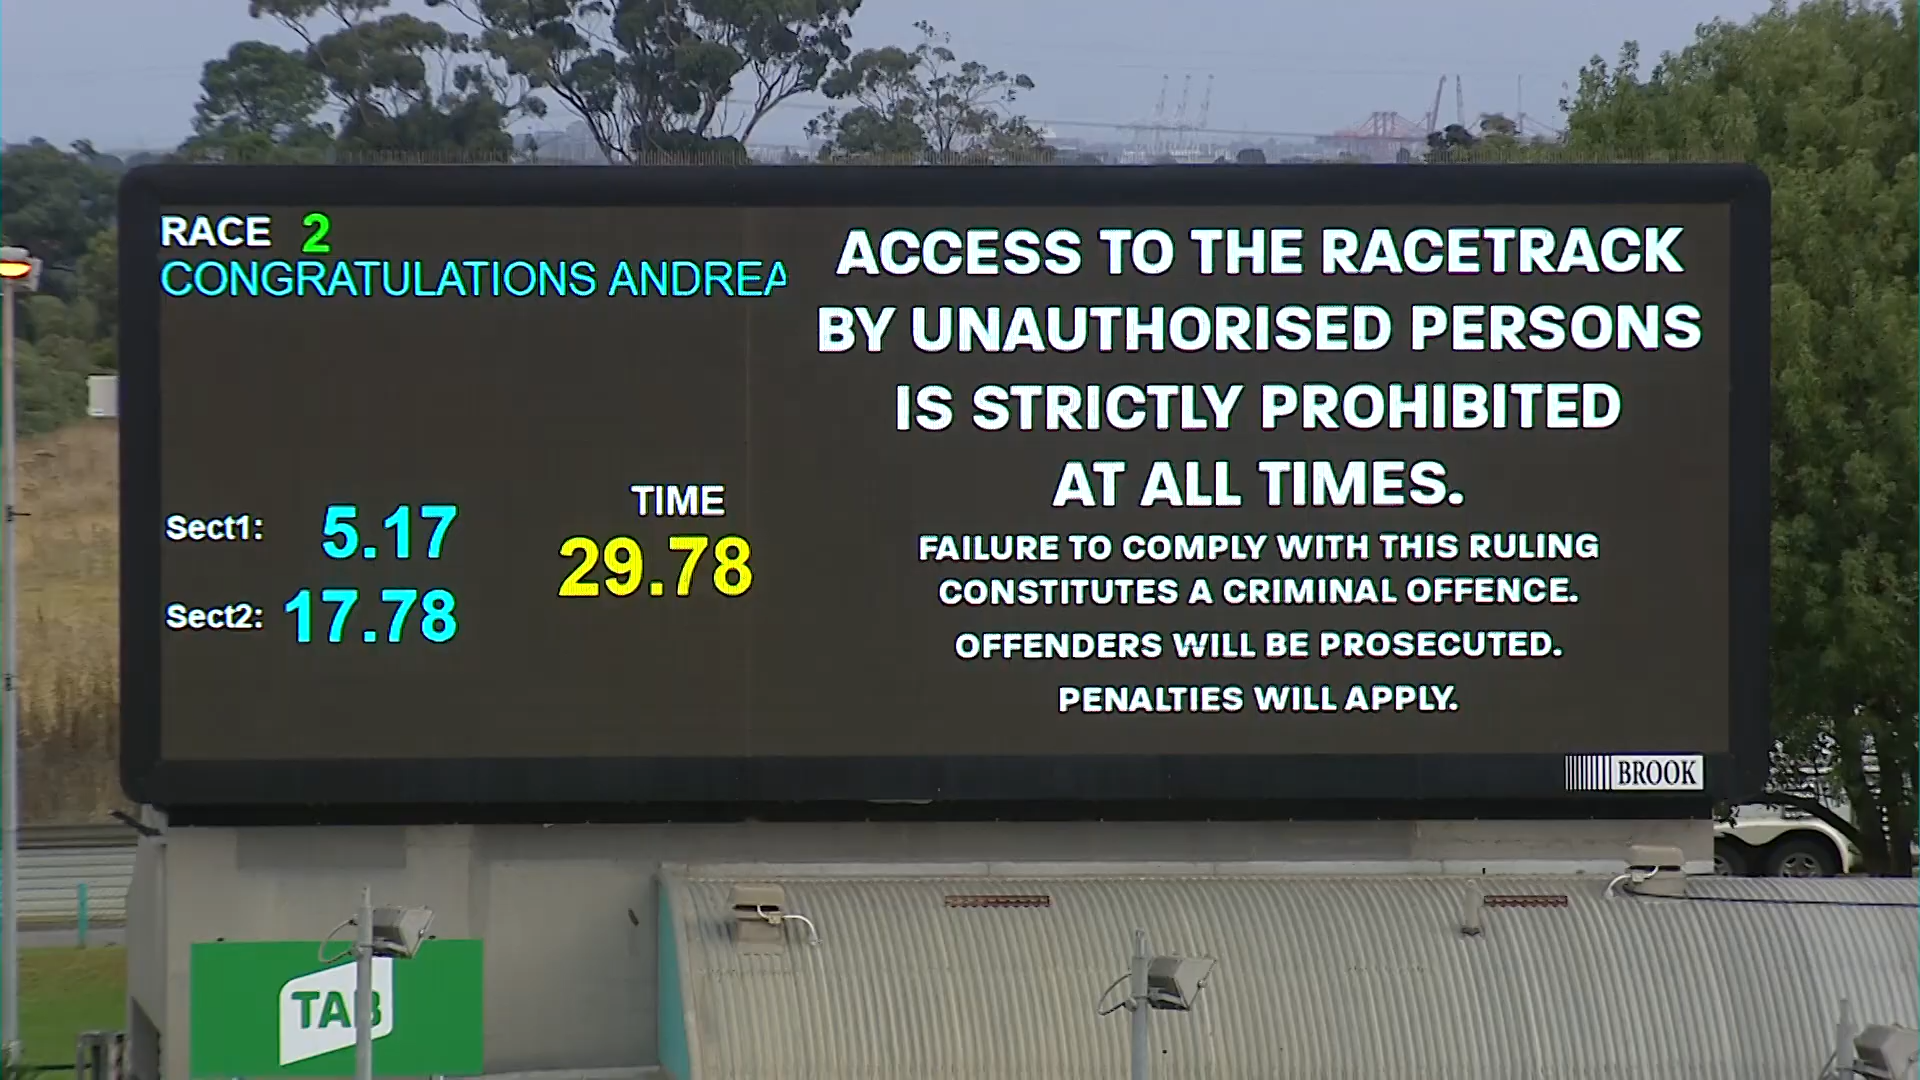 RACE 2
CONGRATULATIONS ANDREA
Sect1: 5.17
Sect2: 17.78
TIME
29.78
ACCESS TO THE RACETRACK
BY UNAUTHORISED PERSONS
IS STRICTLY PROHIBITED
AT ALL TIMES.
FAILURE TO COMPLY WITH THIS RULING
CONSTITUTES A CRIMINAL OFFENCE.
OFFENDERS WILL BE PROSECUTED.
PENALTIES WILL APPLY.
BROOK
TAB